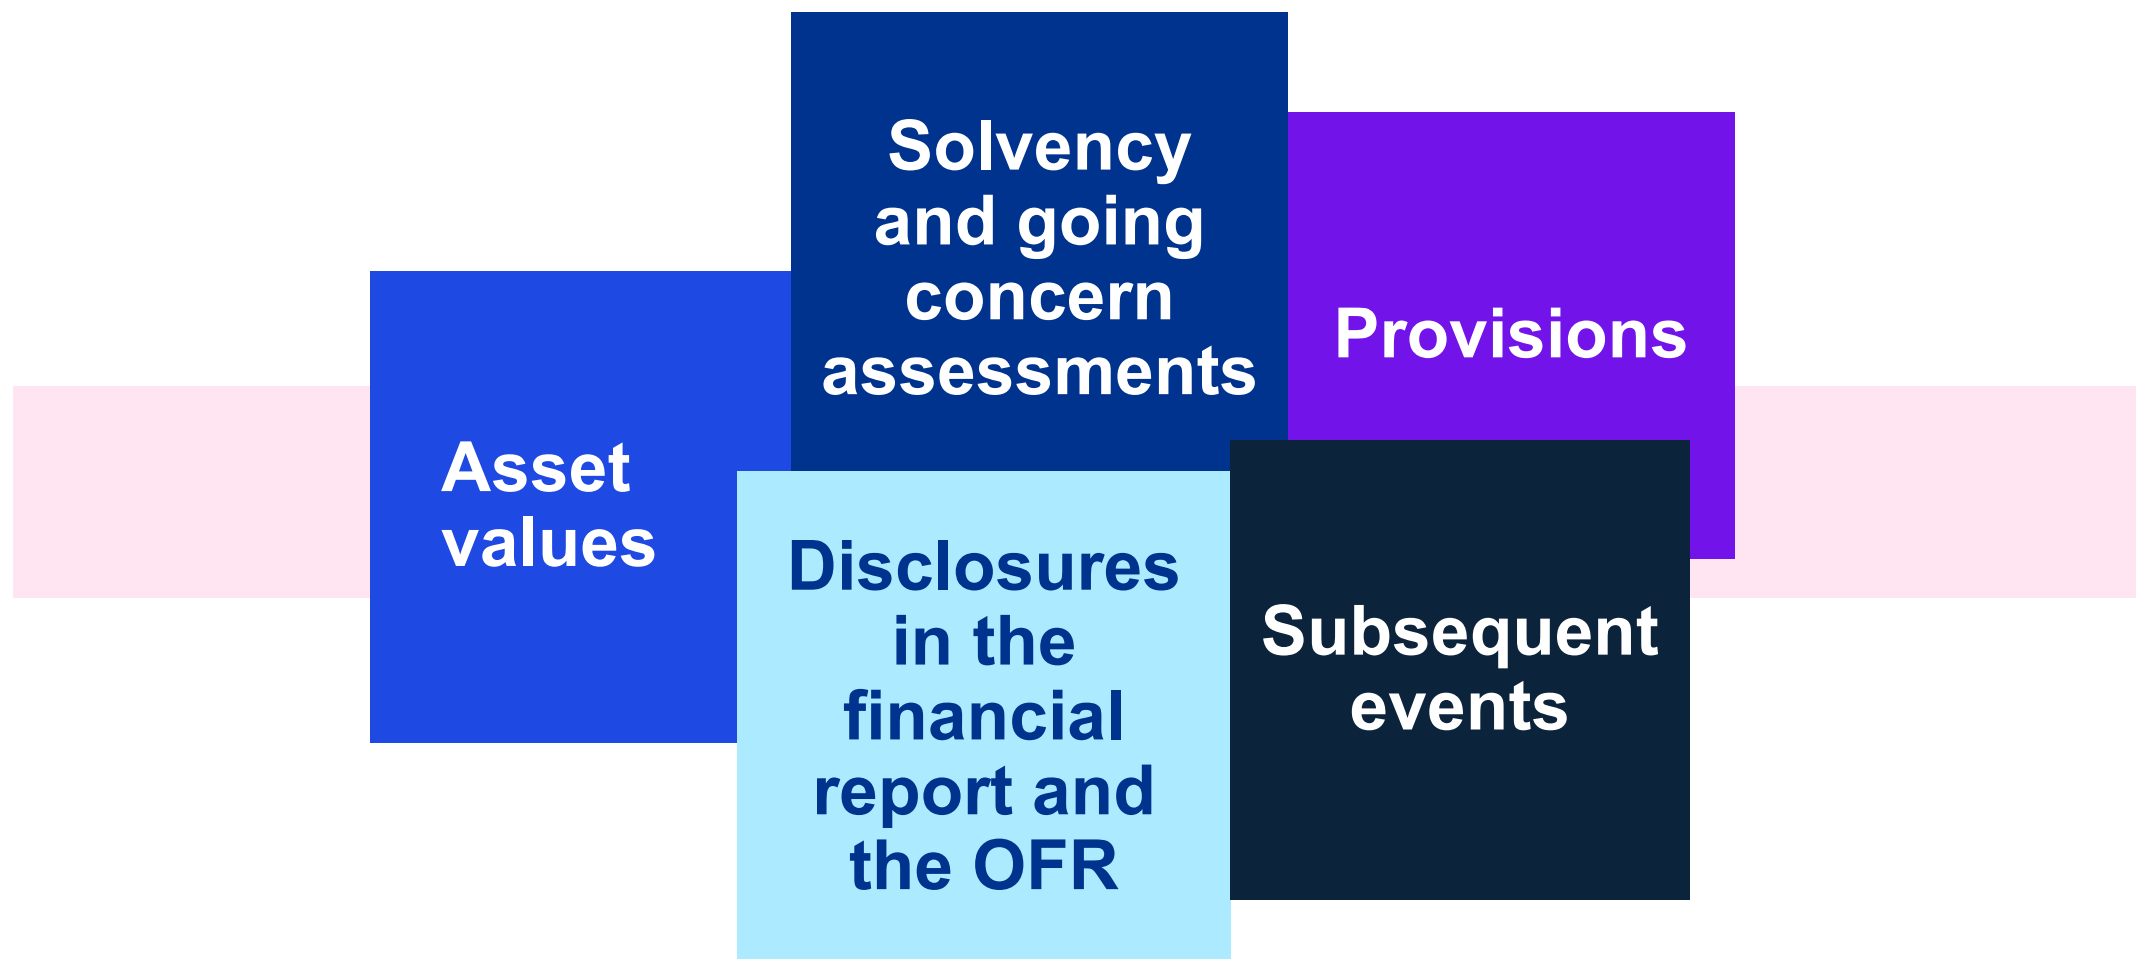 Solvency
and going
concern
assessments
Provisions
Asset
values
Disclosures
in the
financial
report and
the OFR
Subsequent
events